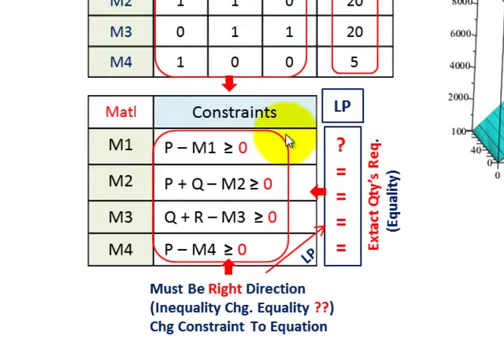 M2 1 1 0 20
M3 0 1 1 20
M4 1 0 0 5
8000
6000
4000
2000
100
40
0
0
Matl Constraints LP
M1 P – M1 ≥ 0 ?
M2 P + Q – M2 ≥ 0 =
M3 Q + R – M3 ≥ 0 =
=
M4 P – M4 ≥ 0 =
Extact Qty's Req.
(Equality)
LP
Must Be Right Direction
(Inequality Chg. Equality ??)
Chg Constraint To Equation